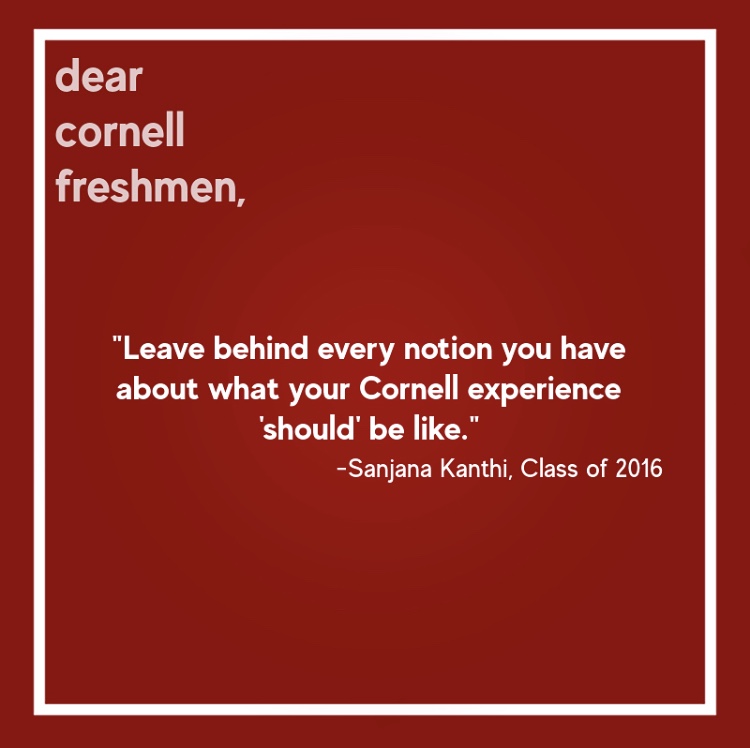 dear
cornell
freshmen,
"Leave behind every notion you have
about what your Cornell experience
'should' be like."
-Sanjana Kanthi, Class of 2016